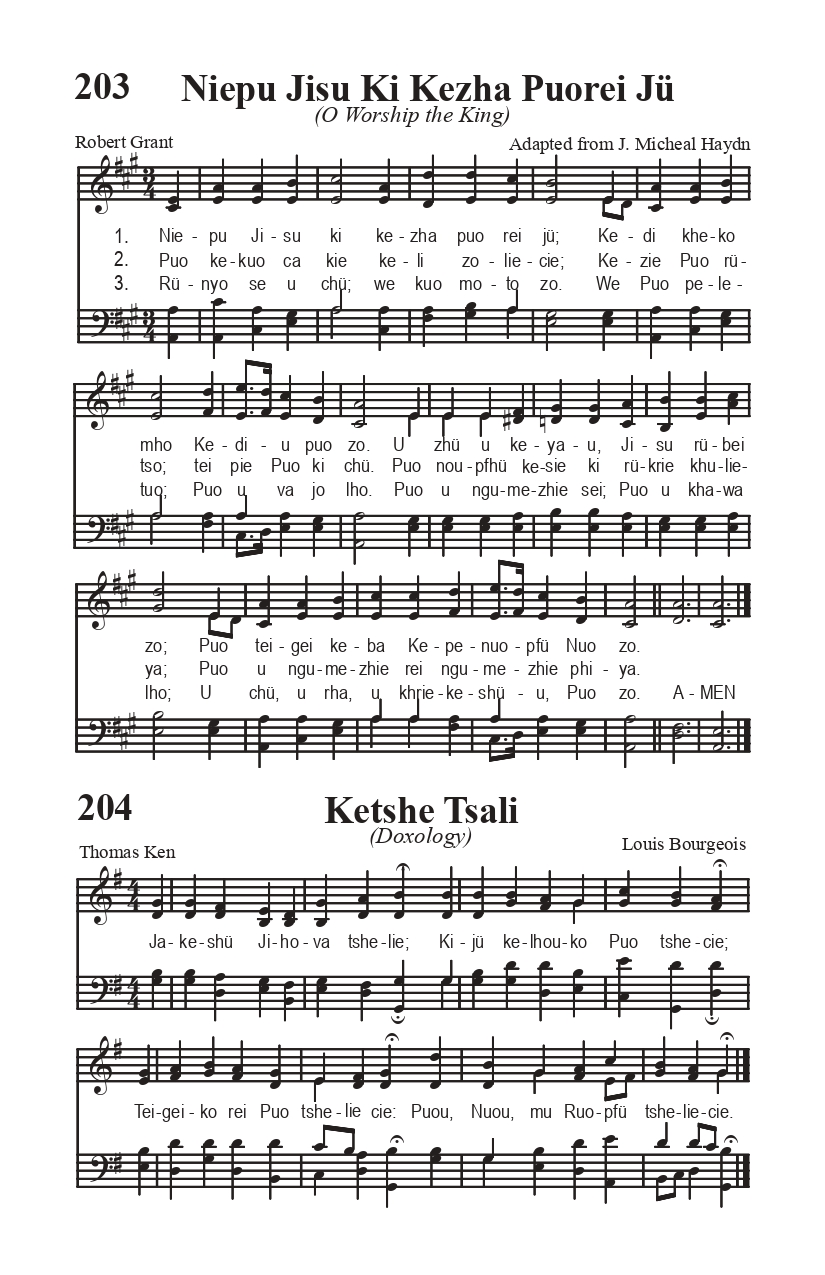 203 Niepu Jisu Ki Kezha Puorei Jü
(O Worship the King)
Robert Grant Adapted from J. Micheal Haydn
1. Nie - pu Ji - su ki ke - zha puo rei jü; Ke - di khe-ko
2. Puo ke-kuo ca kie ke - li zo - lie-cie; Ke - zie Puo rü-
3. Rü-nyo se u chü; we kuo mo - to zo. We Puo pe-le-
mho Ke - di - u puo zo. U zhü u ke-ya-u, Ji - su rü-bei
tso; tei pie Puo ki chü. Puo nou-pfhü ke-sie ki rü-krie khu-lie-
tuo; Puo u va jo lho. Puo u ngu-me-zhie sei; Puo u kha-wa
zo; Puo tei-gei ke-ba Ke-pe-nuo-pfü Nuo zo.
ya; Puo u ngu-me-zhie rei ngu-me-zhie phi-ya.
lho; U chü, u rha, u khrie-ke-shü-u, Puo zo. A-MEN
204 Ketshe Tsali
(Doxology)
Thomas Ken Louis Bourgeois
Ja-ke-shü Ji-ho-va tshe-lie; Ki-jü ke-lhou-ko Puo tshe-cie;
Tei-gei-ko rei Puo tshe-lie cie: Puou, Nuou, mu Ruo-pfü tshe-lie-cie.